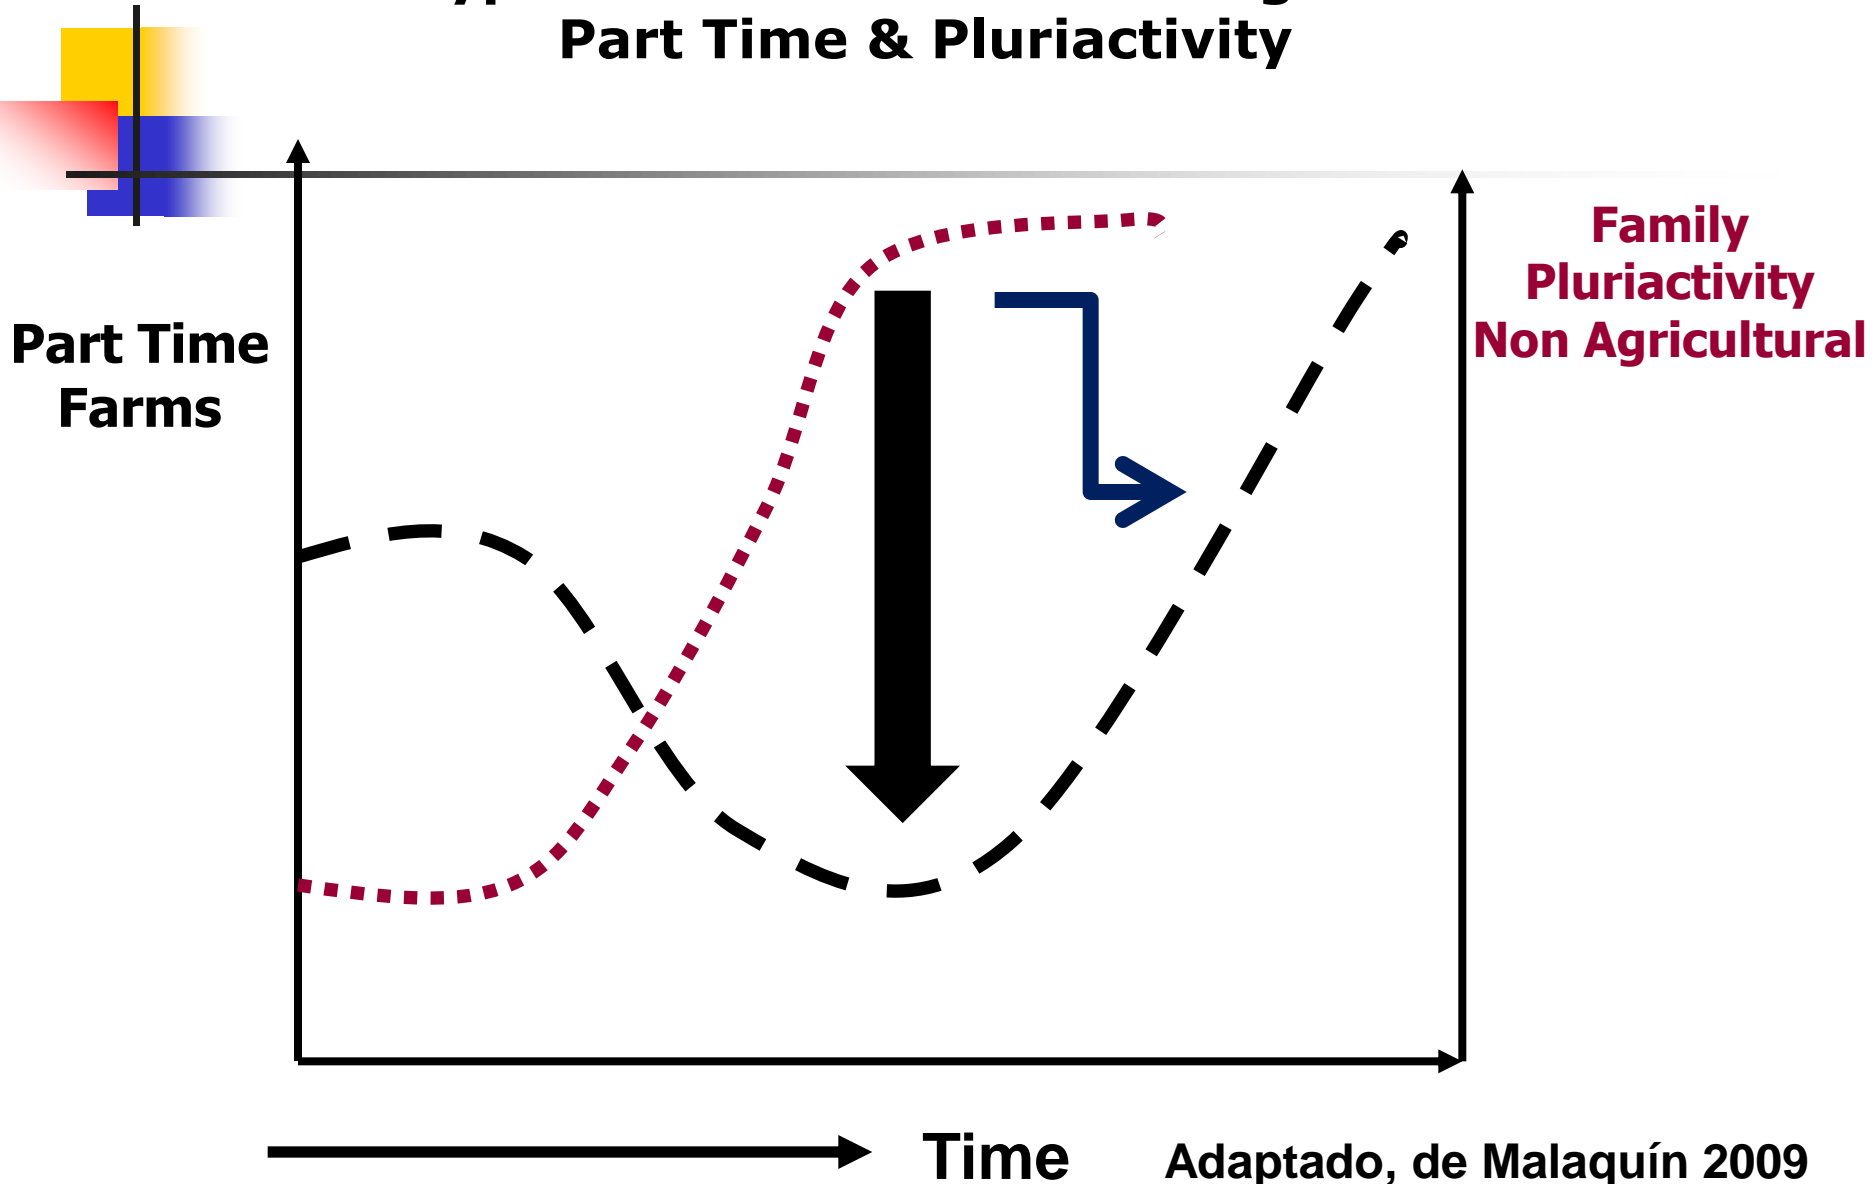 Part Time & Pluriactivity
Family
Pluriactivity
Non Agricultural
Part Time
Farms
Time
Adaptado, de Malaquín 2009